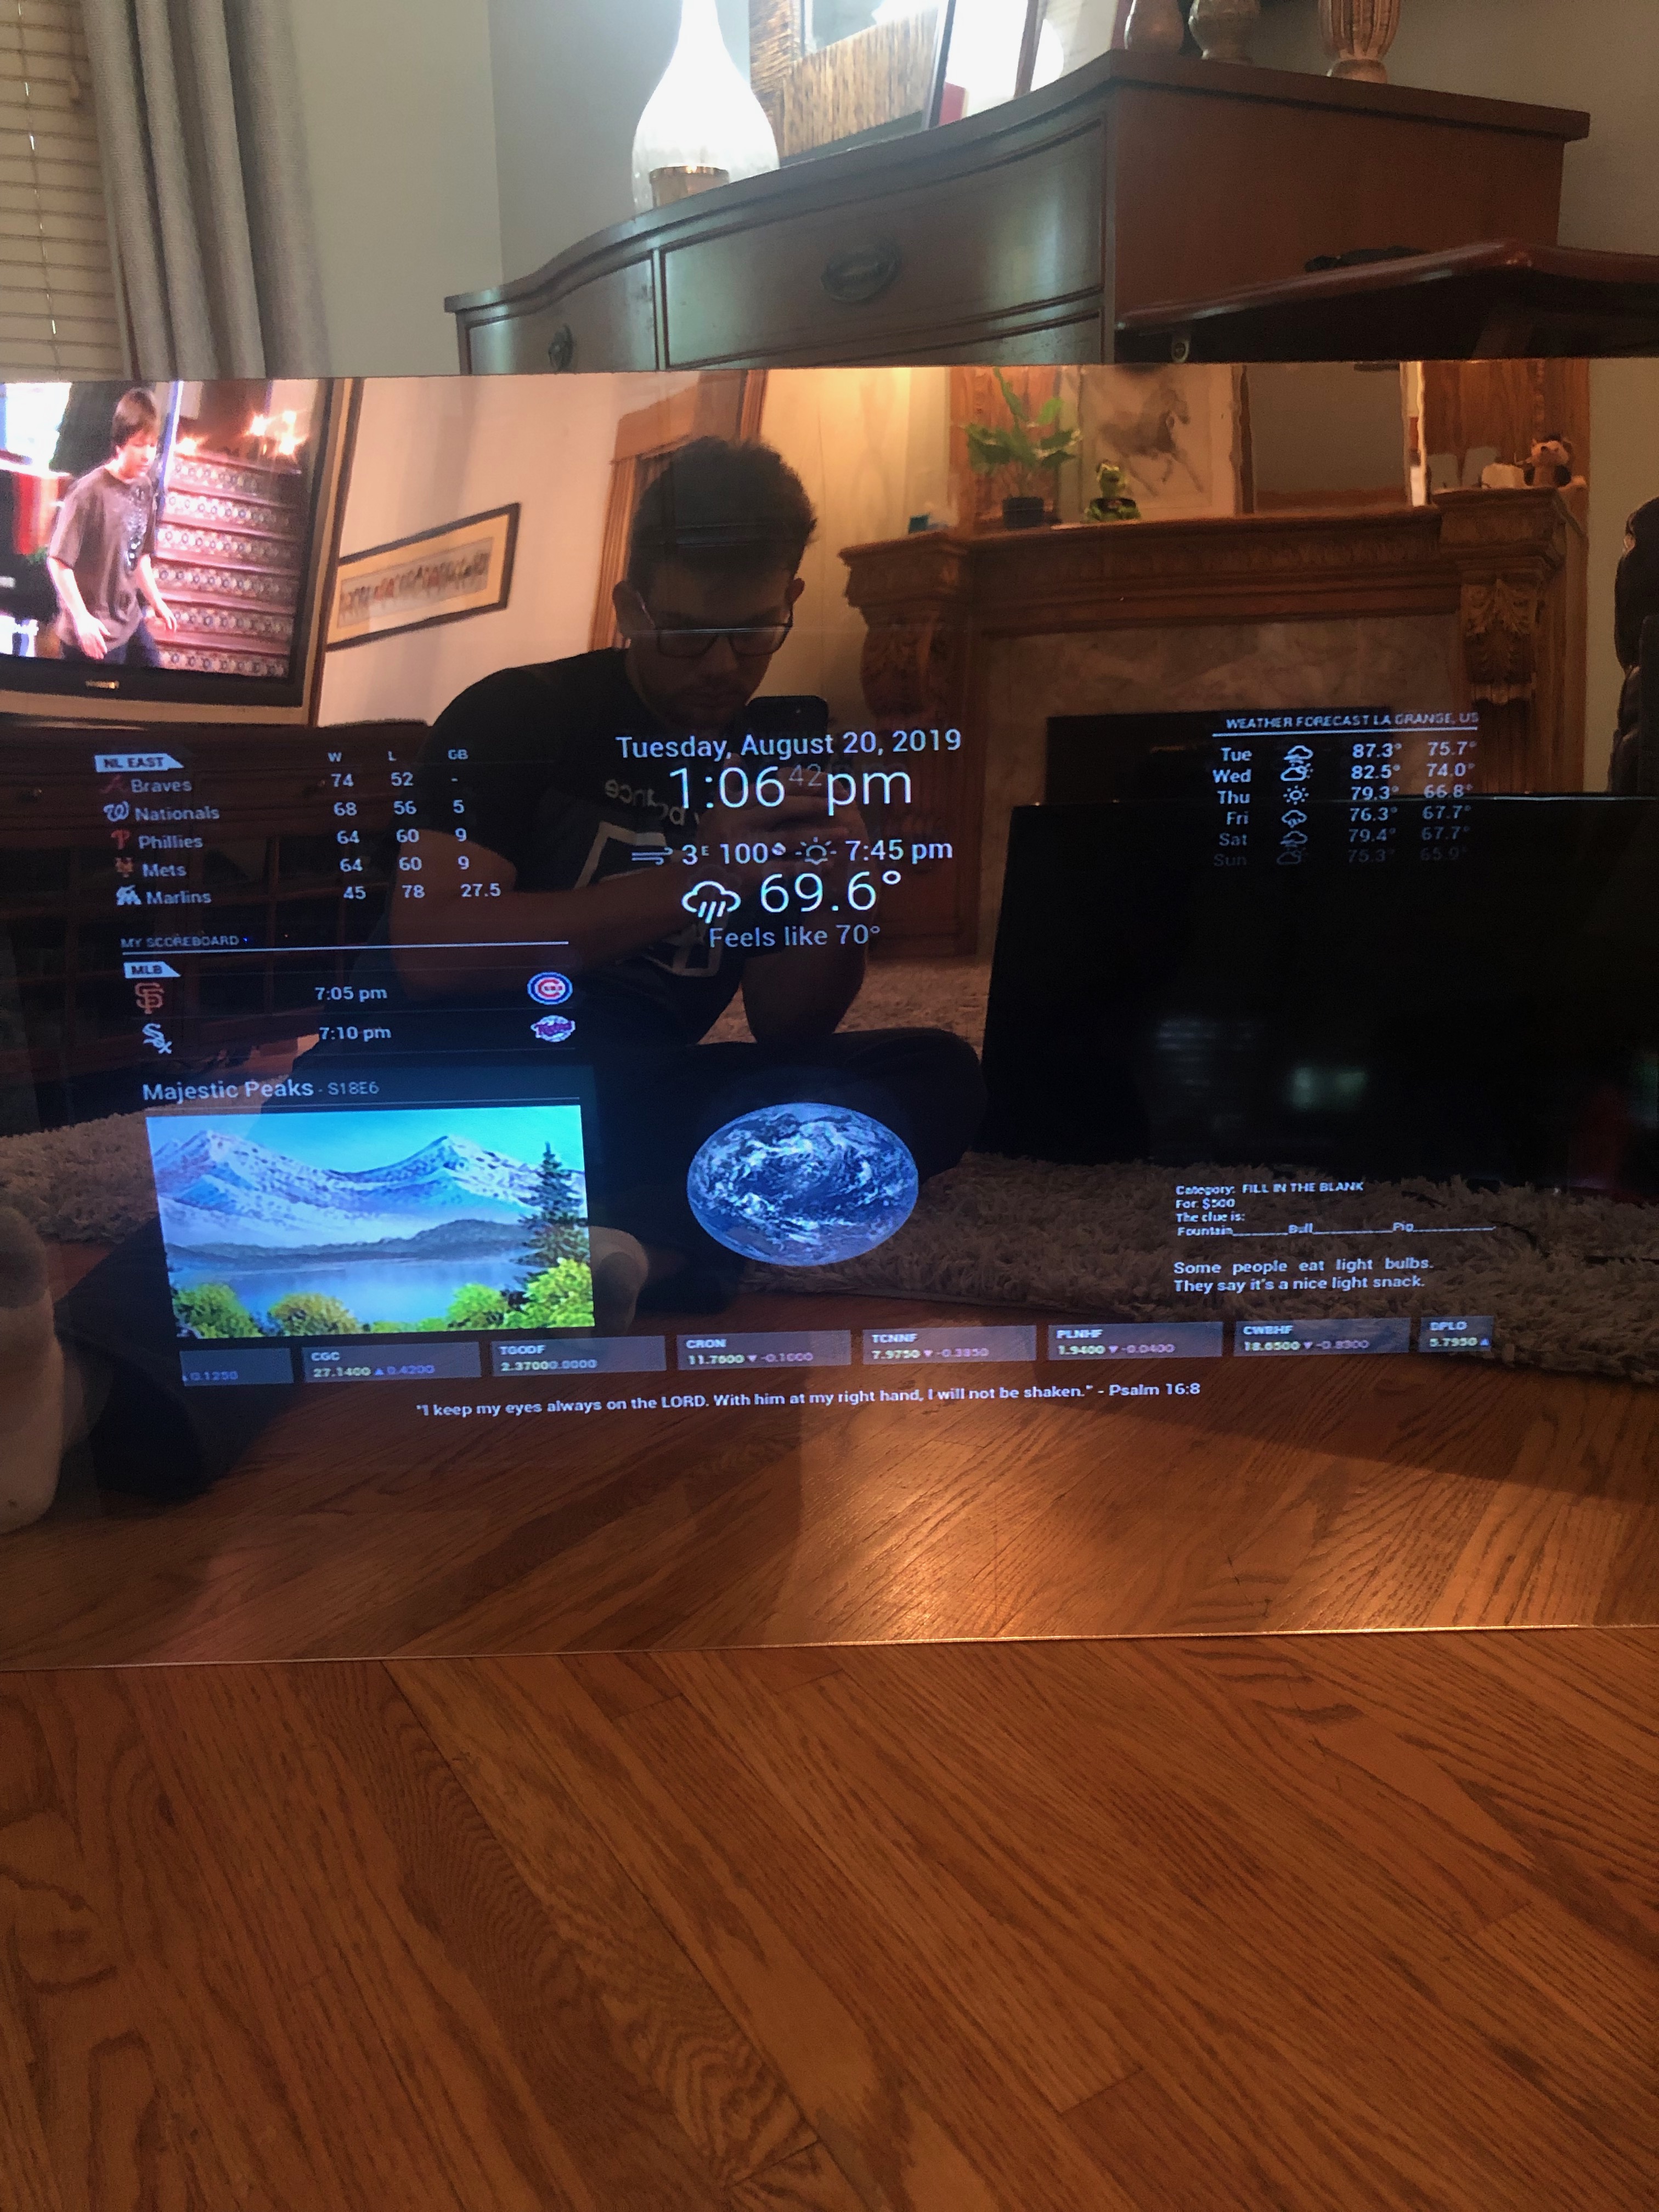 NL EAST W L GB
Braves 74 52 -
Nationals 68 56 5
Phillies 64 60 9
Mets 64 60 9
Marlins 45 78 27.5
MY SCOREBOARD
MLB
SF 7:05 pm C
Sox 7:10 pm Twins
Majestic Peaks - S18E6
Tuesday, August 20, 2019
1:06 42 pm
3 E 100 7:45 pm
69.6°
Feels like 70°
WEATHER FORECAST LA GRANGE, US
Tue 87.3° 75.7°
Wed 82.5° 74.0°
Thu 79.3° 66.8°
Fri 76.3° 67.7°
Sat 79.4° 67.7°
Sun 75.3° 65.9°
Category: FILL IN THE BLANK
For: $500
The clue is:
Fountain________Bull___________Pig___________
Some people eat light bulbs.
They say it's a nice light snack.
CGC TGODF CRON TCNNF PLNHF CWBHF DPLO
0.1250 27.1400 ▲ 0.4200 2.3700 0.0000 11.7600 ▼ -0.1000 7.9750 ▼ -0.3850 1.9400 ▼ -0.0400 18.6500 ▼ -0.8300 5.7950 ▲
"I keep my eyes always on the LORD. With him at my right hand, I will not be shaken." - Psalm 16:8